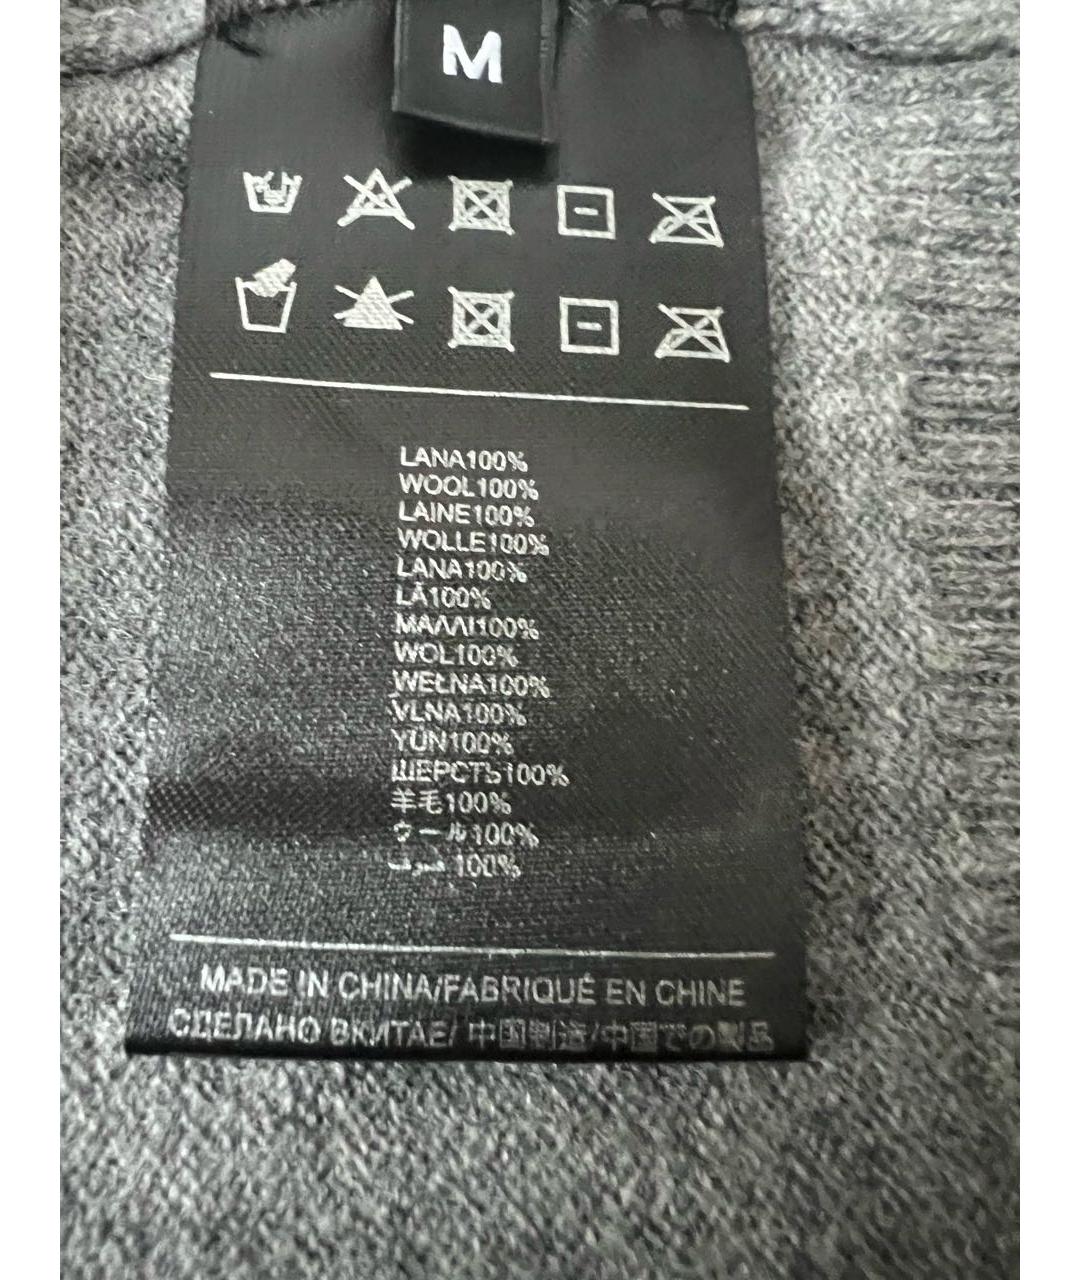 M
LANA100%
WOOL100%
LAINE100%
WOLLE100%
LANA100%
LÃ100%
ΜΑΛΛΙ100%
WOL100%
WEŁNA100%
VLNA100%
YÜN100%
ШЕРСТЬ100%
羊毛100%
ウール100%
صوف 100%
MADE IN CHINA/FABRIQUÉ EN CHINE
СДЕЛАНО ВКИТАЕ/ 中国制造/中国での製品